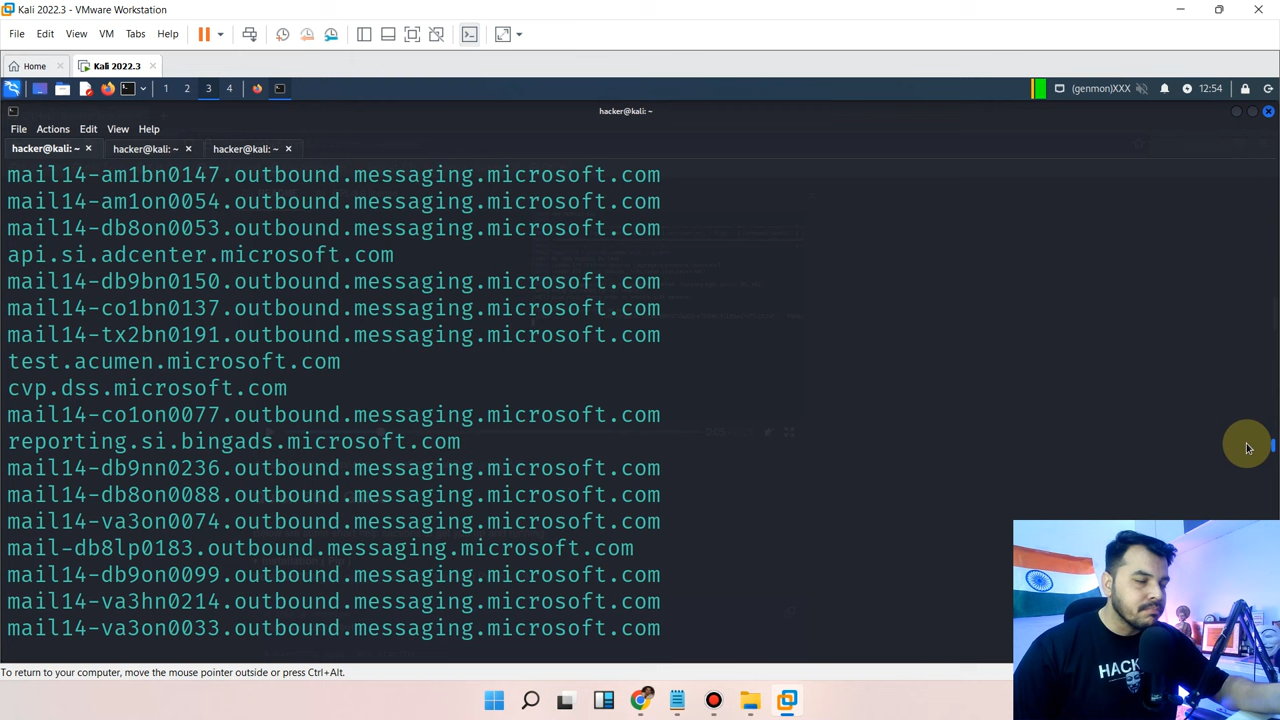 Kali 2022.3 - VMware Workstation
File Edit View VM Tabs Help
Home Kali 2022.3
1 2 3 4 (genmon)XXX 12:54
hacker@kali: ~
File Actions Edit View Help
hacker@kali: ~ hacker@kali: ~ hacker@kali: ~
mail14-am1bn0147.outbound.messaging.microsoft.com
mail14-am1on0054.outbound.messaging.microsoft.com
mail14-db8on0053.outbound.messaging.microsoft.com
api.si.adcenter.microsoft.com
mail14-db9bn0150.outbound.messaging.microsoft.com
mail14-co1bn0137.outbound.messaging.microsoft.com
mail14-tx2bn0191.outbound.messaging.microsoft.com
test.acumen.microsoft.com
cvp.dss.microsoft.com
mail14-co1on0077.outbound.messaging.microsoft.com
reporting.si.bingads.microsoft.com
mail14-db9nn0236.outbound.messaging.microsoft.com
mail14-db8on0088.outbound.messaging.microsoft.com
mail14-va3on0074.outbound.messaging.microsoft.com
mail-db8lp0183.outbound.messaging.microsoft.com
mail14-db9on0099.outbound.messaging.microsoft.com
mail14-va3hn0214.outbound.messaging.microsoft.com
mail14-va3on0033.outbound.messaging.microsoft.com
HACK
To return to your computer, move the mouse pointer outside or press Ctrl+Alt.